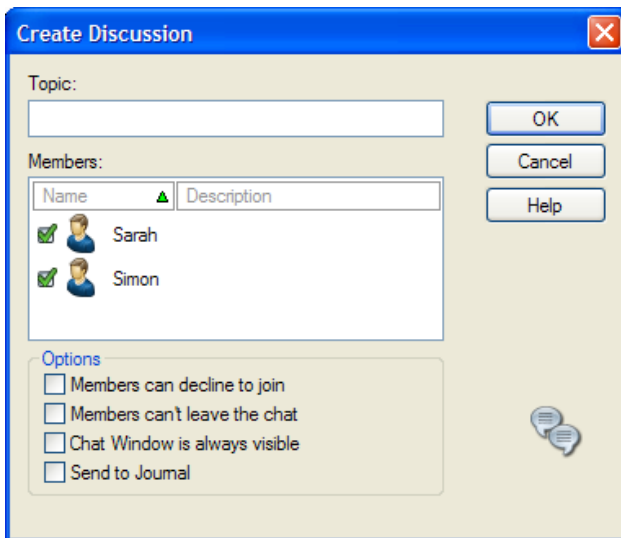 Create Discussion
Topic:
OK
Members:
Cancel
Name Description
Help
Sarah
Simon
Options
Members can decline to join
Members can't leave the chat
Chat Window is always visible
Send to Journal